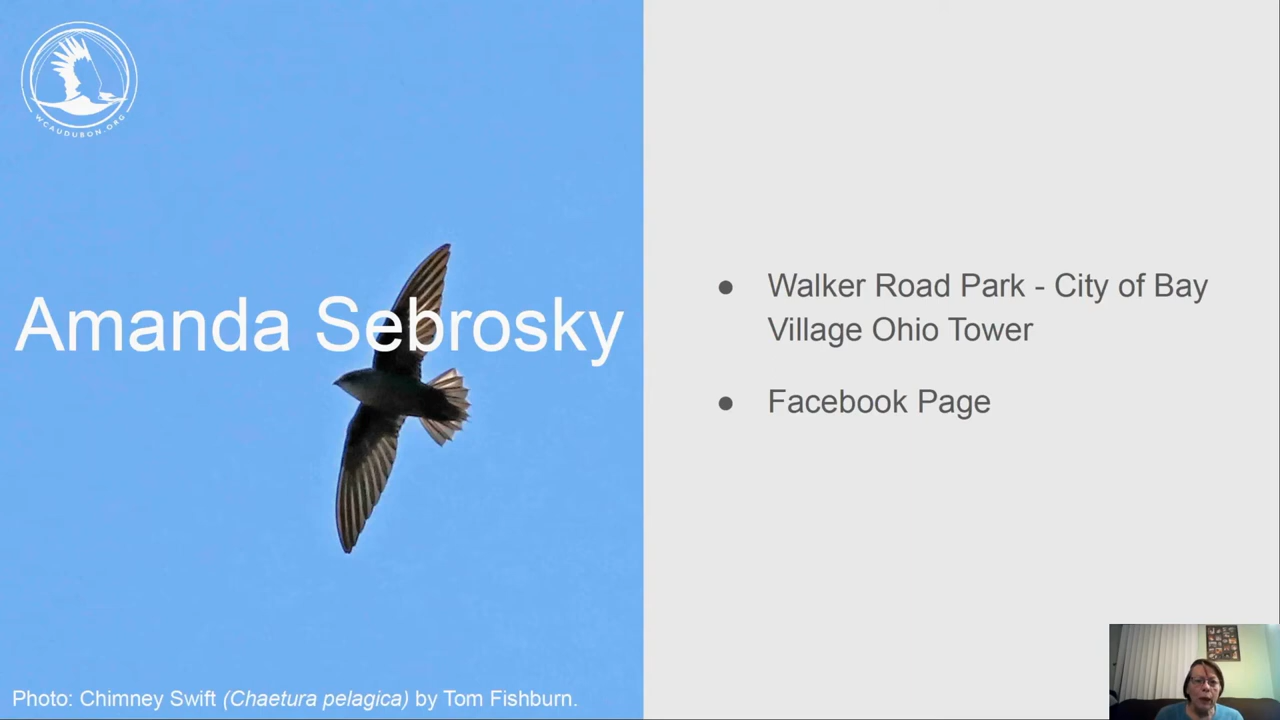 WCAUDUBON.ORG
Amanda Sebrosky
● Walker Road Park - City of Bay
Village Ohio Tower
● Facebook Page
Photo: Chimney Swift (Chaetura pelagica) by Tom Fishburn.